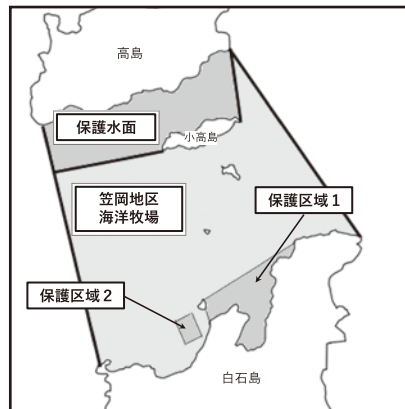 高島
保護水面
小高島
笠岡地区
海洋牧場
保護区域1
保護区域2
白石島